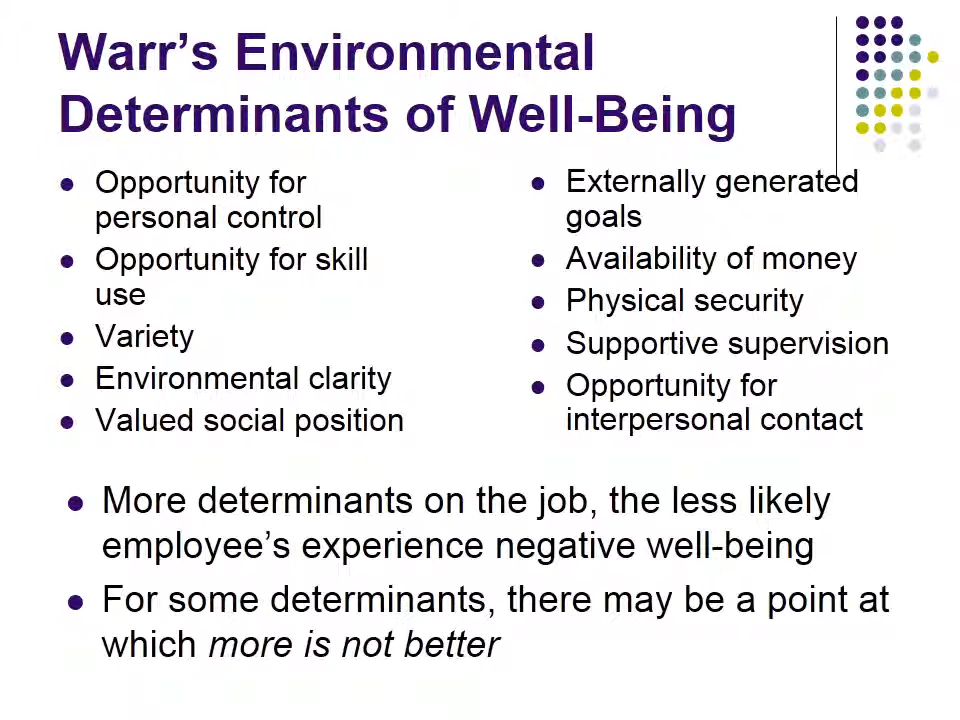 Warr’s Environmental
Determinants of Well-Being
Opportunity for
personal control
Opportunity for skill
use
Variety
Environmental clarity
Valued social position
Externally generated
goals
Availability of money
Physical security
Supportive supervision
Opportunity for
interpersonal contact
More determinants on the job, the less likely
employee’s experience negative well-being
For some determinants, there may be a point at
which more is not better